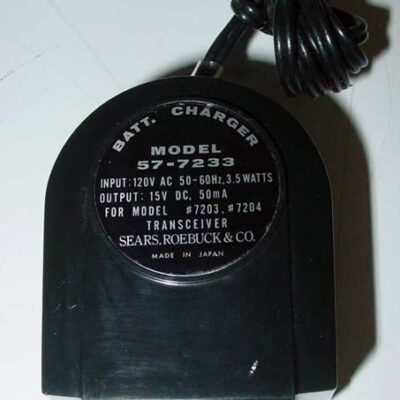 BATT. CHARGER
MODEL
57-7233
INPUT: 120V AC 50-60Hz, 3.5 WATTS
OUTPUT: 15V DC, 50mA
FOR MODEL #7203, #7204
TRANSCEIVER
SEARS, ROEBUCK & CO.
MADE IN JAPAN